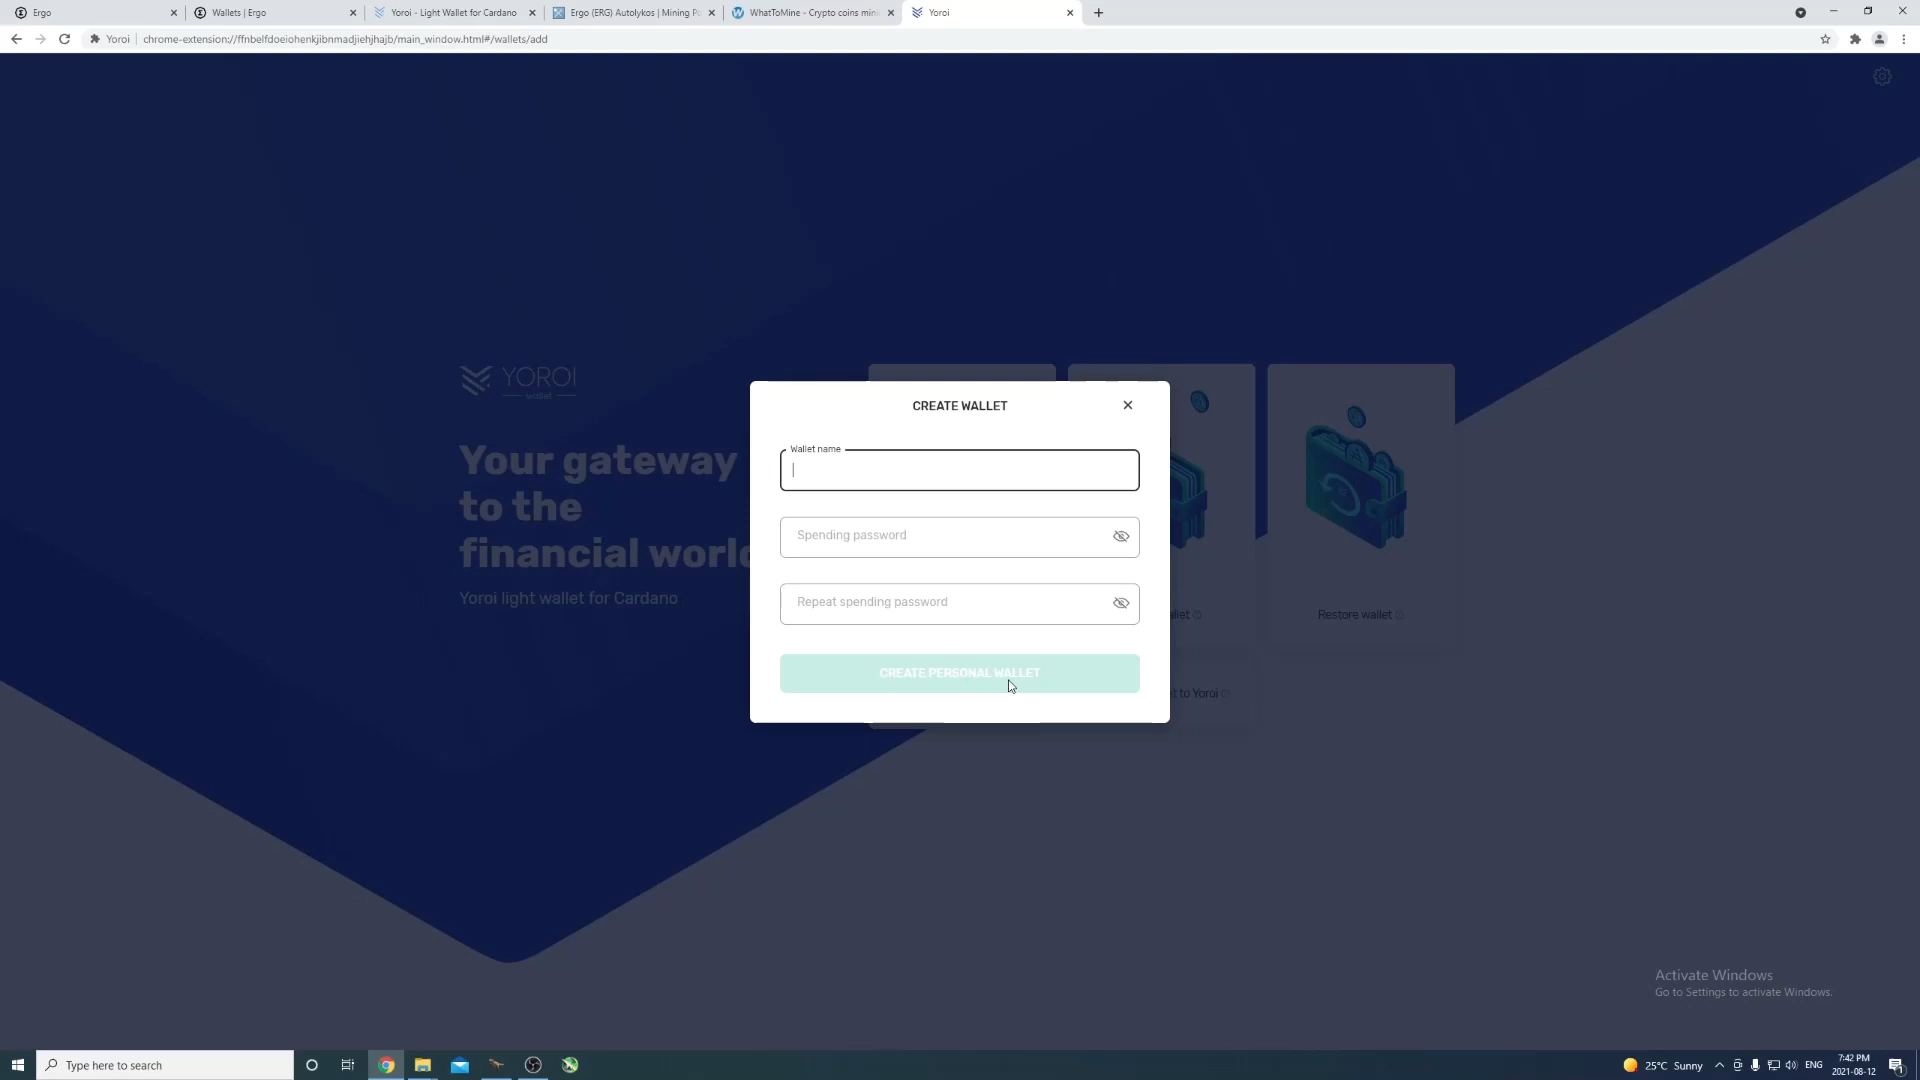 Ergo
Wallets | Ergo
Yoroi - Light Wallet for Cardano
Ergo (ERG) Autolykos | Mining P
WhatToMine - Crypto coins mini
Yoroi
Yoroi
chrome-extension://ffnbelfdoeiohenkjibnmadjiehjhajb/main_window.html#/wallets/add
YOROI
wallet
Your gateway
to the
financial worl
Yoroi light wallet for Cardano
CREATE WALLET
Wallet name
Spending password
Repeat spending password
CREATE PERSONAL WALLET
llet
Restore wallet
t to Yoroi
Activate Windows
Go to Settings to activate Windows.
Type here to search
25°C Sunny
ENG
7:42 PM
2021-08-12
1